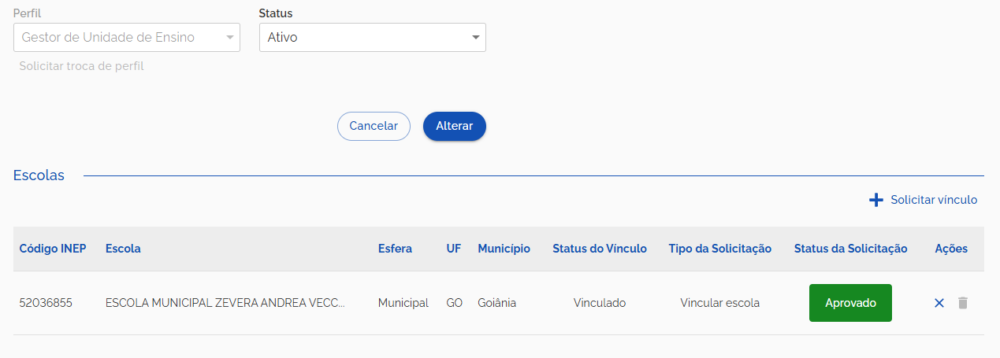 Perfil
Status
Gestor de Unidade de Ensino
Ativo
Solicitar troca de perfil
Cancelar
Alterar
Escolas
Solicitar vínculo
Código INEP Escola Esfera UF Município Status do Vínculo Tipo da Solicitação Status da Solicitação Ações
52036855 ESCOLA MUNICIPAL ZEVERA ANDREA VECC... Municipal GO Goiânia Vinculado Vincular escola Aprovado